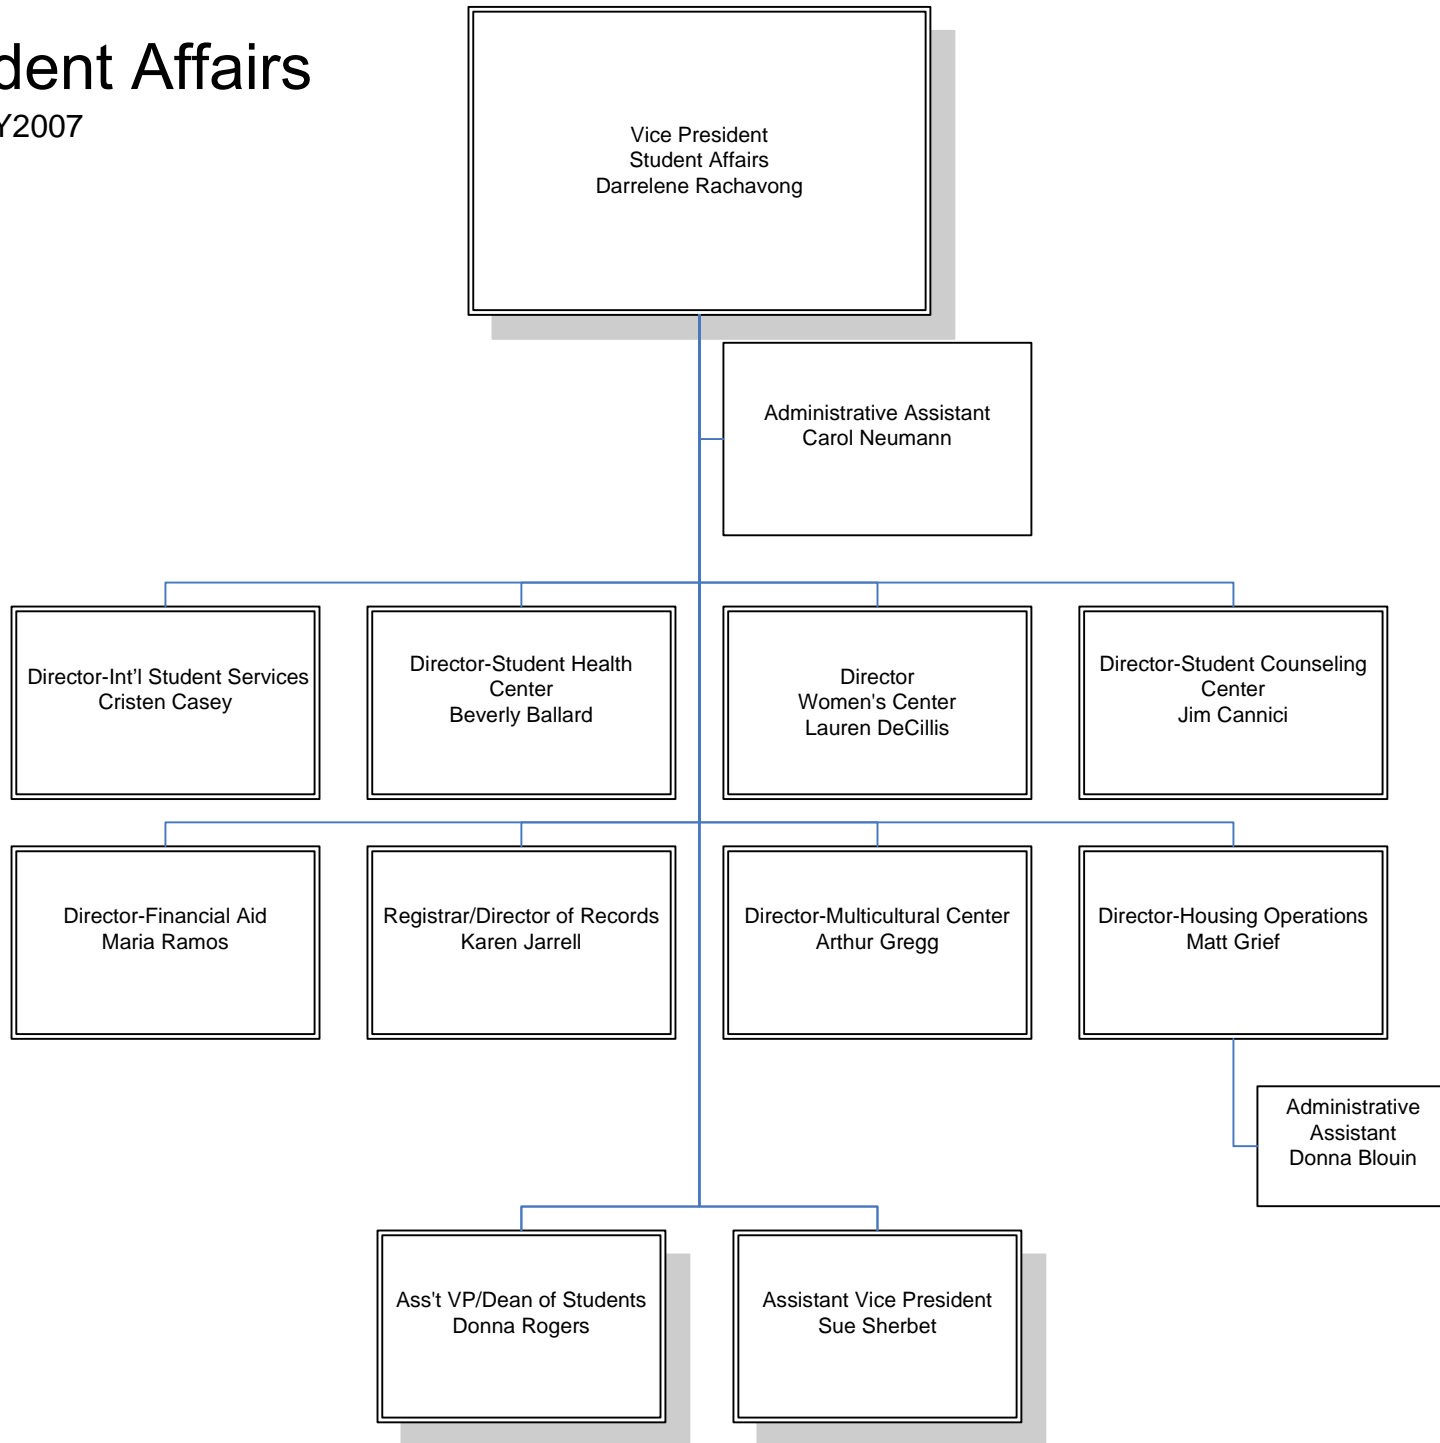 dent Affairs
Y2007
Vice President
Student Affairs
Darrelene Rachavong
Administrative Assistant
Carol Neumann
Director-Int’l Student Services
Cristen Casey
Director-Student Health
Center
Beverly Ballard
Director
Women's Center
Lauren DeCillis
Director-Student Counseling
Center
Jim Cannici
Director-Financial Aid
Maria Ramos
Registrar/Director of Records
Karen Jarrell
Director-Multicultural Center
Arthur Gregg
Director-Housing Operations
Matt Grief
Administrative
Assistant
Donna Blouin
Ass't VP/Dean of Students
Donna Rogers
Assistant Vice President
Sue Sherbet